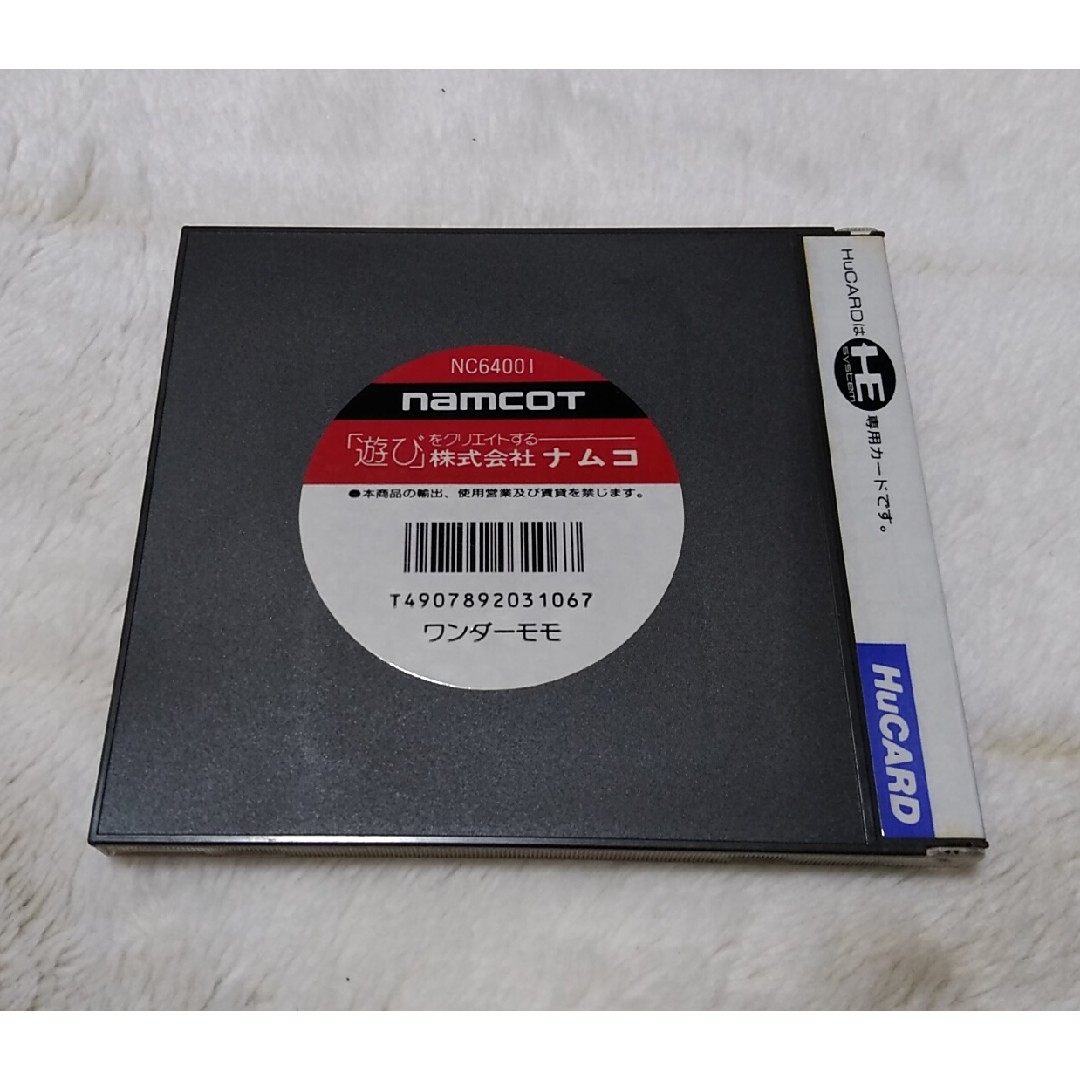 NC64001
namcot
「遊び」をクリエイトする
株式会社ナムコ
●本商品の輸出、使用営業及び賃貸を禁じます。
T4907892031067
ワンダーモモ
HuCARDは HE system 専用カードです。
HuCARD